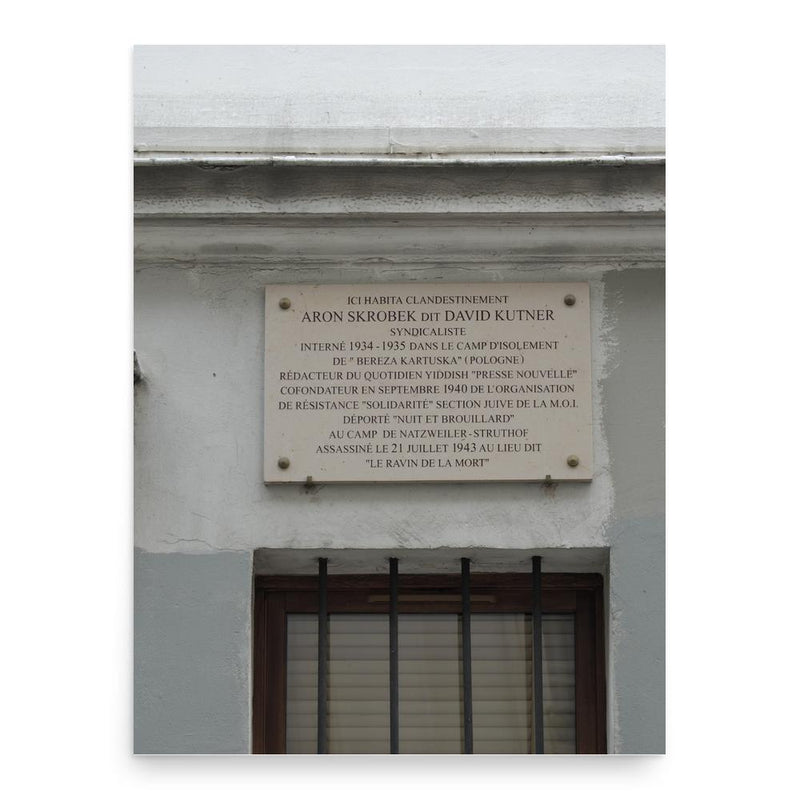 ICI HABITA CLANDESTINEMENT
ARON SKROBEK DIT DAVID KUTNER
SYNDICALISTE
INTERNÉ 1934 - 1935 DANS LE CAMP D'ISOLEMENT
DE " BEREZA KARTUSKA" (POLOGNE)
RÉDACTEUR DU QUOTIDIEN YIDDISH "PRESSE NOUVELLE"
COFONDATEUR EN SEPTEMBRE 1940 DE L'ORGANISATION
DE RÉSISTANCE "SOLIDARITÉ" SECTION JUIVE DE LA M.O.I.
DÉPORTÉ "NUIT ET BROUILLARD"
AU CAMP DE NATZWEILER-STRUTHOF
ASSASSINÉ LE 21 JUILLET 1943 AU LIEU DIT
"LE RAVIN DE LA MORT"